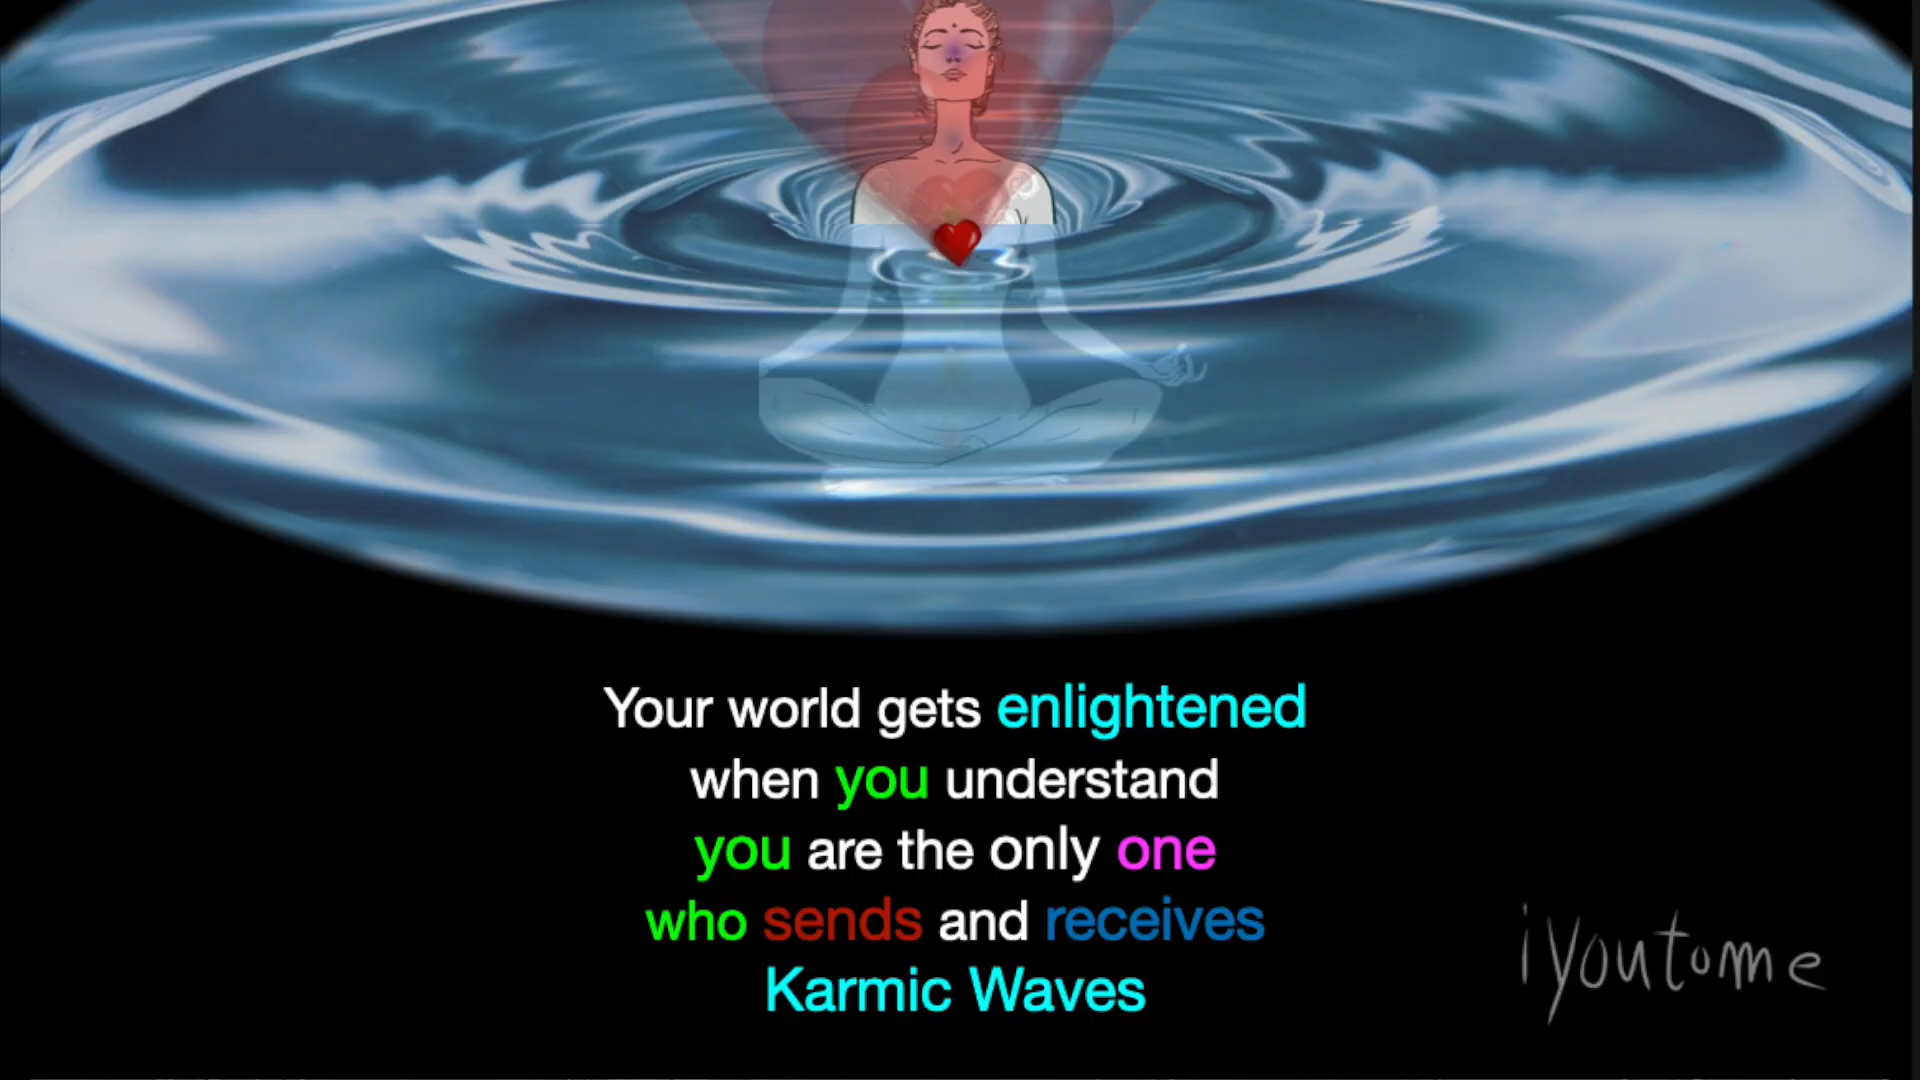 Your world gets enlightened
when you understand
you are the only one
who sends and receives
Karmic Waves
iyoutome